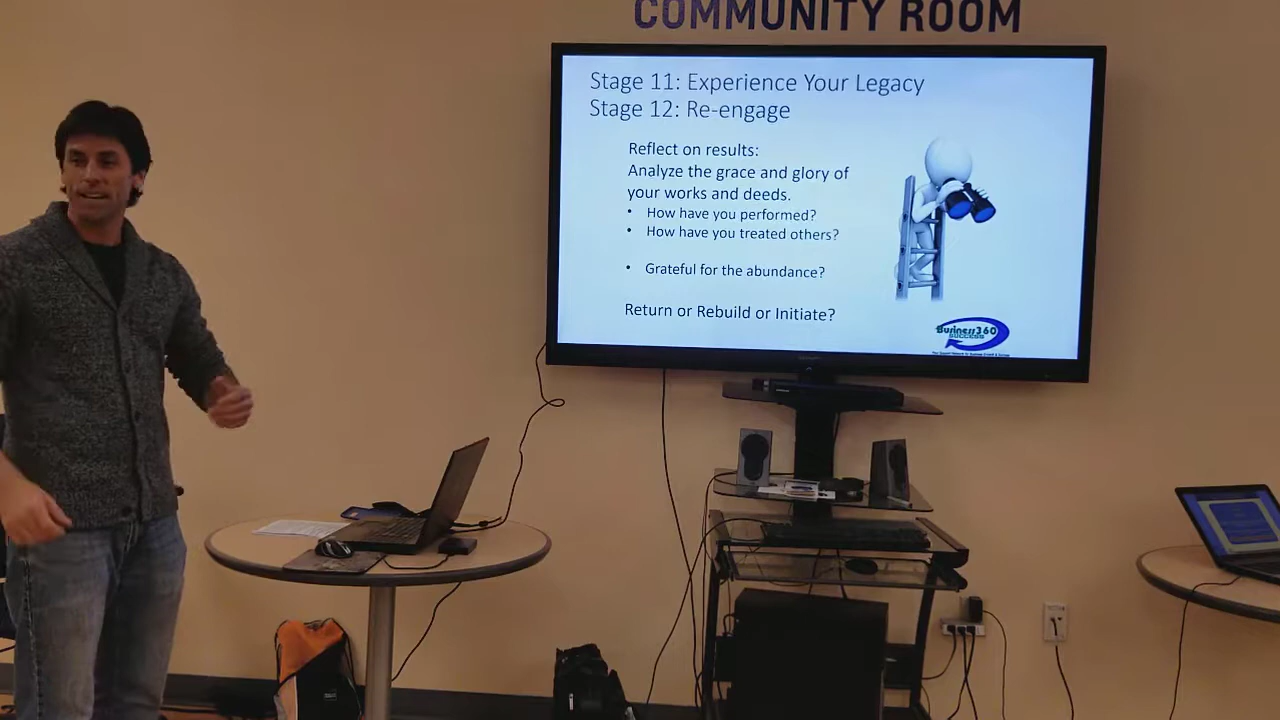 COMMUNITY ROOM
Stage 11: Experience Your Legacy
Stage 12: Re-engage
Reflect on results:
Analyze the grace and glory of
your works and deeds.
• How have you performed?
• How have you treated others?
• Grateful for the abundance?
Return or Rebuild or Initiate?
Business360
SUCCESS